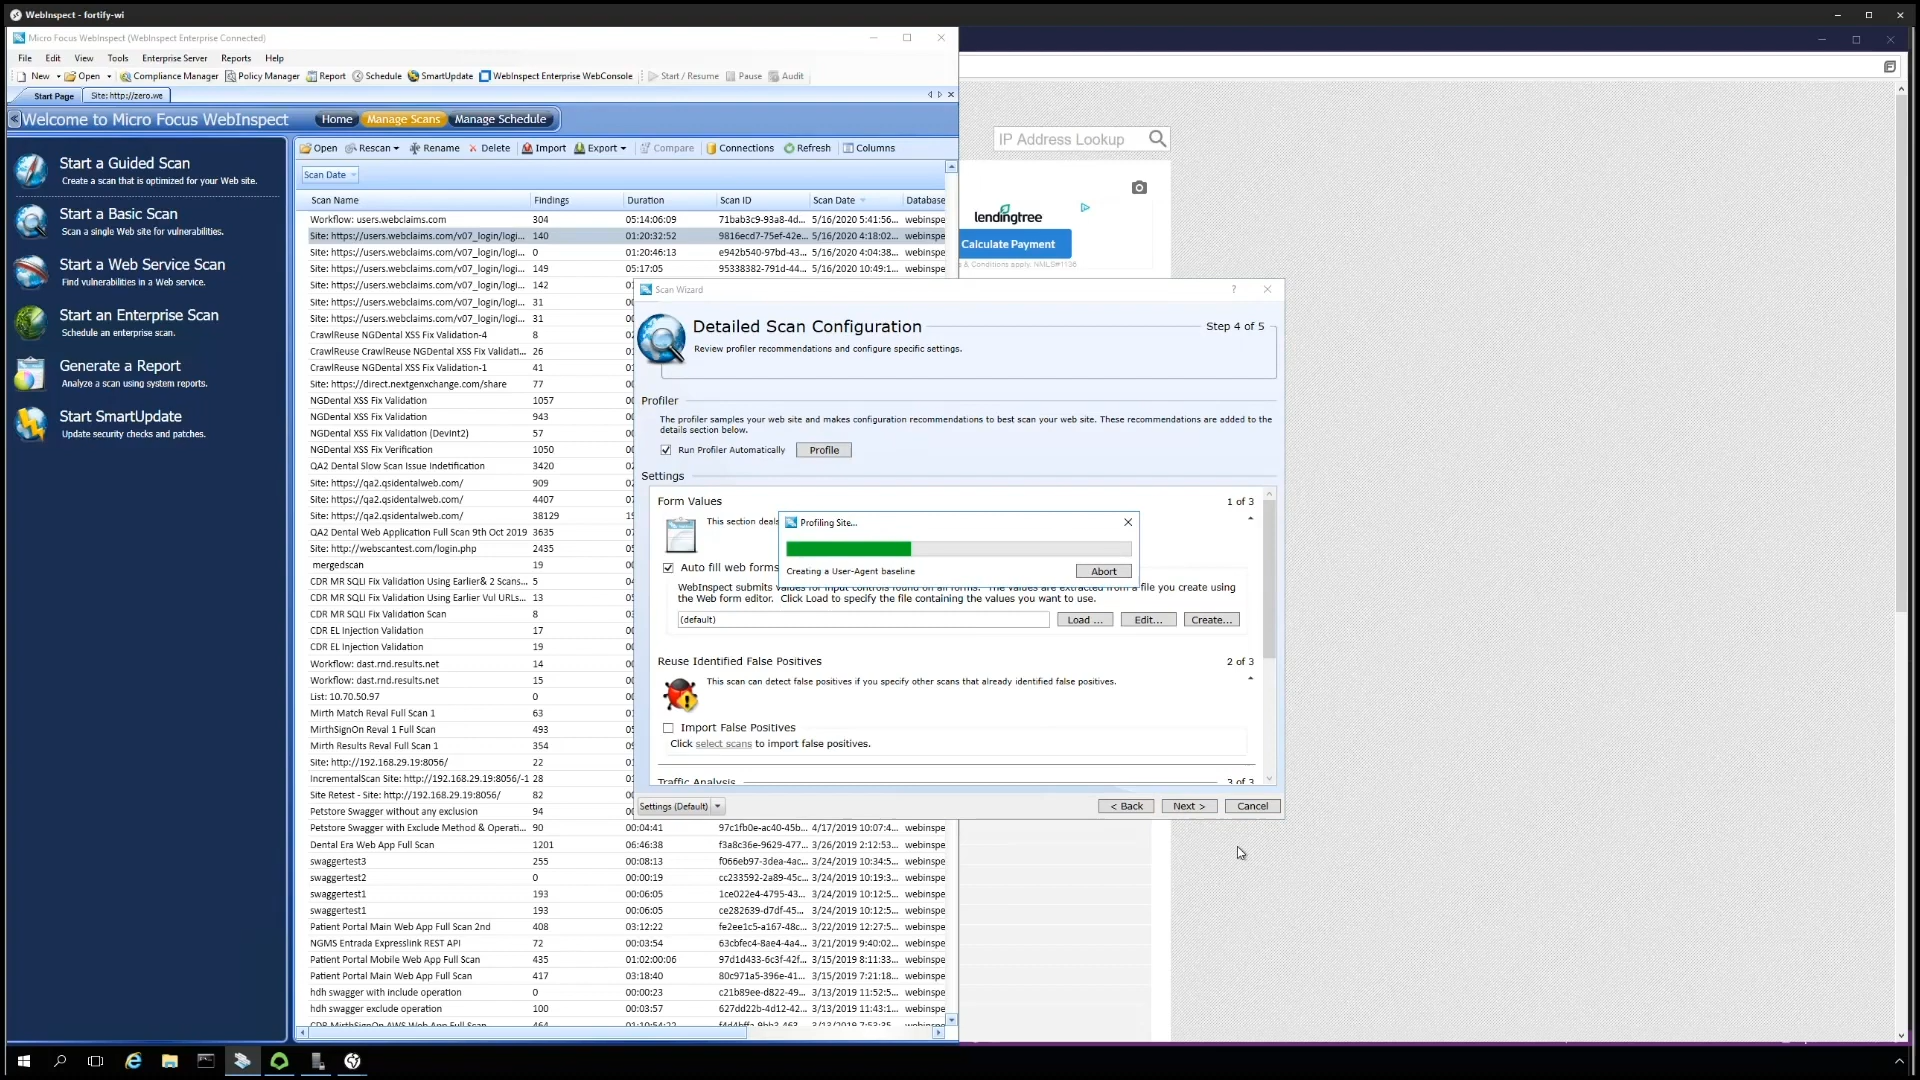 WebInspect - fortify-wi
Micro Focus WebInspect (WebInspect Enterprise Connected)
File Edit View Tools Enterprise Server Reports Help
New Open Compliance Manager Policy Manager Report Schedule SmartUpdate WebInspect Enterprise WebConsole Start / Resume Pause Audit
Start Page Site: http://zero.we
Welcome to Micro Focus WebInspect Home Manage Scans Manage Schedule
Start a Guided Scan
Create a scan that is optimized for your Web site.
Start a Basic Scan
Scan a single Web site for vulnerabilities.
Start a Web Service Scan
Find vulnerabilities in a Web service.
Start an Enterprise Scan
Schedule an enterprise scan.
Generate a Report
Analyze a scan using system reports.
Start SmartUpdate
Update security checks and patches.
Open Rescan Rename Delete Import Export Compare Connections Refresh Columns
Scan Date
Scan Name Findings Duration Scan ID Scan Date Database
Workflow: users.webclaims.com 304 05:14:06:09 71bab3c9-93a8-4d... 5/16/2020 5:41:56... webinspe
Site: https://users.webclaims.com/v07_login/logi... 140 01:20:32:52 9816ecd7-75ef-42e... 5/16/2020 4:18:02... webinspe
Site: https://users.webclaims.com/v07_login/logi... 0 01:20:46:13 e942b540-97bd-43... 5/16/2020 4:04:38... webinspe
Site: https://users.webclaims.com/v07_login/logi... 149 05:17:05 95338382-791d-44... 5/16/2020 10:49:1... webinspe
Site: https://users.webclaims.com/v07_login/logi... 142
Site: https://users.webclaims.com/v07_login/logi... 31
Site: https://users.webclaims.com/v07_login/logi... 31
CrawlReuse NGDental XSS Fix Validation-4 8
CrawlReuse CrawlReuse NGDental XSS Fix Validati... 26
CrawlReuse NGDental XSS Fix Validation-1 41
Site: https://direct.nextgenxchange.com/share 77
NGDental XSS Fix Validation 1057
NGDental XSS Fix Validation 943
NGDental XSS Fix Validation (DevInt2) 57
NGDental XSS Fix Verification 1050
QA2 Dental Slow Scan Issue Indetification 3420
Site: https://qa2.qsidentalweb.com/ 909
Site: https://qa2.qsidentalweb.com/ 4407
Site: https://qa2.qsidentalweb.com/ 38129
QA2 Dental Web Application Full Scan 9th Oct 2019 3635
Site: http://webscantest.com/login.php 2435
mergedscan 19
CDR MR SQLI Fix Validation Using Earlier& 2 Scans... 5
CDR MR SQLI Fix Validation Using Earlier Vul URLs... 13
CDR MR SQLI Fix Validation Scan 8
CDR EL Injection Validation 17
CDR EL Injection Validation 19
Workflow: dast.rnd.results.net 14
Workflow: dast.rnd.results.net 15
List: 10.70.50.97 0
Mirth Match Reval Full Scan 1 63
MirthSignOn Reval 1 Full Scan 493
Mirth Results Reval Full Scan 1 354
Site: http://192.168.29.19:8056/ 22
IncrementalScan Site: http://192.168.29.19:8056/-1 28
Site Retest - Site: http://192.168.29.19:8056/ 82
Petstore Swagger without any exclusion 94
Petstore Swagger with Exclude Method & Operati... 90 00:04:41 97c1fb0e-ac40-45b... 4/17/2019 10:07:4... webinspe
Dental Era Web App Full Scan 1201 06:46:38 f3a8c36e-9629-477... 3/26/2019 2:12:53... webinspe
swaggertest3 255 00:08:13 f066eb97-3dea-4ac... 3/24/2019 10:34:5... webinspe
swaggertest2 0 00:00:19 cc233592-2a89-45c... 3/24/2019 10:19:3... webinspe
swaggertest1 193 00:06:05 1ce022e4-4795-43... 3/24/2019 10:12:5... webinspe
swaggertest1 193 00:06:05 ce282639-d7df-45... 3/24/2019 10:12:5... webinspe
Patient Portal Main Web App Full Scan 2nd 408 03:12:22 fe2ee1c5-a167-48c... 3/22/2019 12:27:5... webinspe
NGMS Entrada Expresslink REST API 72 00:03:54 63cbfec4-8ae4-4a4... 3/21/2019 9:40:02... webinspe
Patient Portal Mobile Web App Full Scan 435 01:02:00:06 97d1d433-6c3f-42f... 3/15/2019 8:11:33... webinspe
Patient Portal Main Web App Full Scan 417 03:18:40 80c971a5-396e-41... 3/15/2019 7:21:18... webinspe
hdh swagger with include operation 0 00:00:23 c21b89ee-d822-49... 3/13/2019 11:52:5... webinspe
hdh swagger exclude operation 100 00:03:57 627dd22b-4d12-42... 3/13/2019 11:43:1... webinspe
CDR MirthSignOn AWS Web App Full Scan 464 01:10:54:22
IP Address Lookup
lendingtree
Calculate Payment
& Conditions apply. NMLS#1136
Scan Wizard
Detailed Scan Configuration Step 4 of 5
Review profiler recommendations and configure specific settings.
Profiler
The profiler samples your web site and makes configuration recommendations to best scan your web site. These recommendations are added to the
details section below.
Run Profiler Automatically Profile
Settings
Form Values 1 of 3
This section deals
Profiling Site...
Creating a User-Agent baseline Abort
Auto fill web forms
WebInspect submits values for input controls found on all forms. The values are extracted from a file you create using
the Web form editor. Click Load to specify the file containing the values you want to use.
(default) Load ... Edit... Create...
Reuse Identified False Positives 2 of 3
This scan can detect false positives if you specify other scans that already identified false positives.
Import False Positives
Click select scans to import false positives.
Traffic Analysis 3 of 3
Settings (Default) < Back Next > Cancel